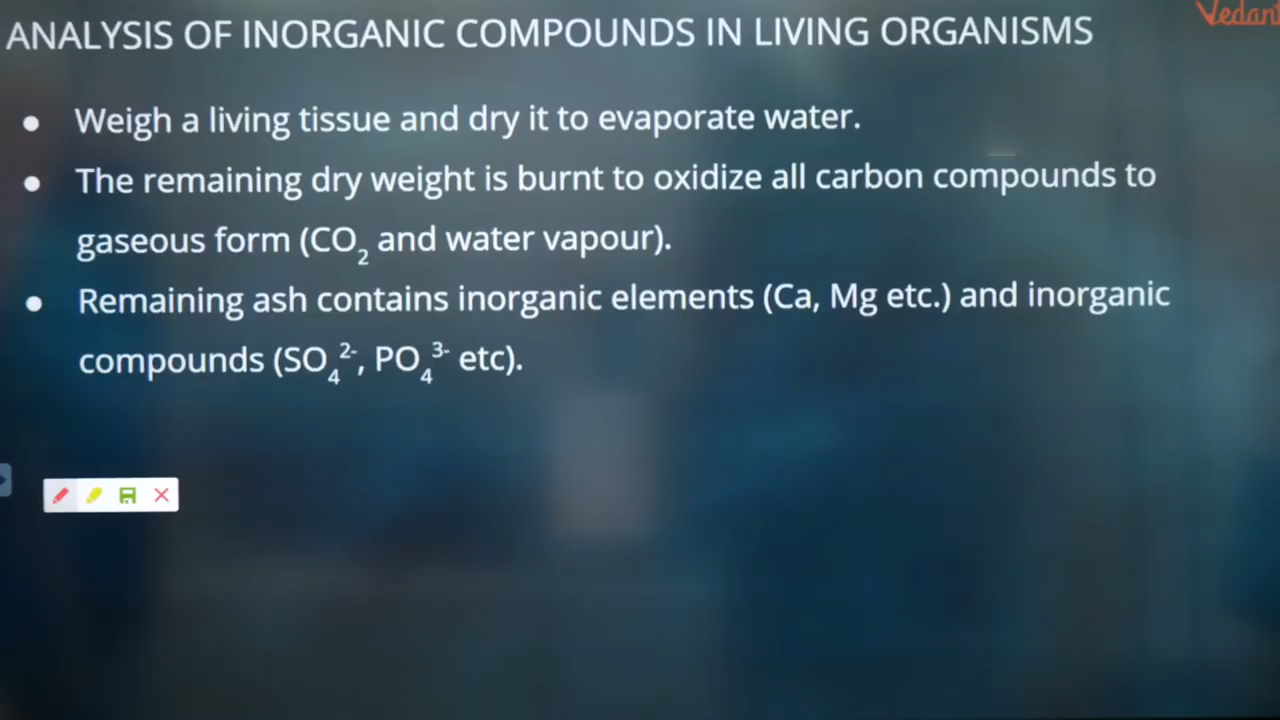 ANALYSIS OF INORGANIC COMPOUNDS IN LIVING ORGANISMS
Vedant
● Weigh a living tissue and dry it to evaporate water.
● The remaining dry weight is burnt to oxidize all carbon compounds to
gaseous form (CO₂ and water vapour).
● Remaining ash contains inorganic elements (Ca, Mg etc.) and inorganic
compounds (SO₄²⁻, PO₄³⁻ etc).